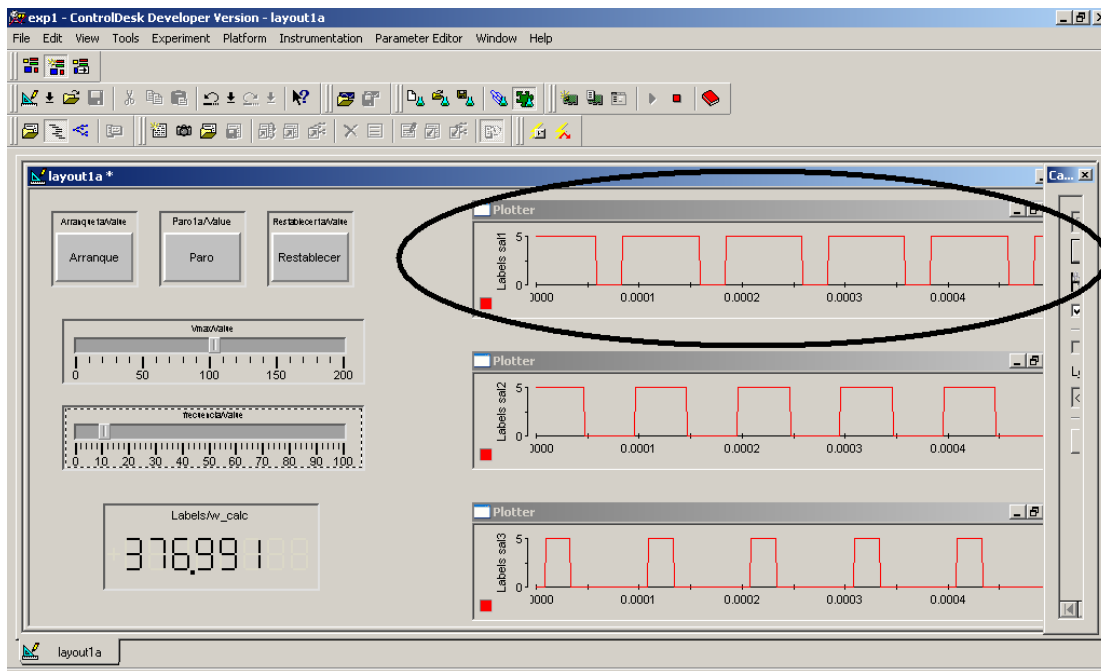 exp1 - ControlDesk Developer Version - layout1a
File Edit View Tools Experiment Platform Instrumentation Parameter Editor Window Help
layout1a *
Ca...
Arranque1a/Value Paro1a/Value Restablecer1a/Value
Arranque Paro Restablecer
Vmax/Value
0 50 100 150 200
frecuencia/Value
0 10 20 30 40 50 60 70 80 90 100
Labels/w_calc
+376.991
Plotter
Labels sal1
5
0
0000 0.0001 0.0002 0.0003 0.0004
Plotter
Labels sal2
5
0
0000 0.0001 0.0002 0.0003 0.0004
Plotter
Labels sal3
5
0
0000 0.0001 0.0002 0.0003 0.0004
layout1a